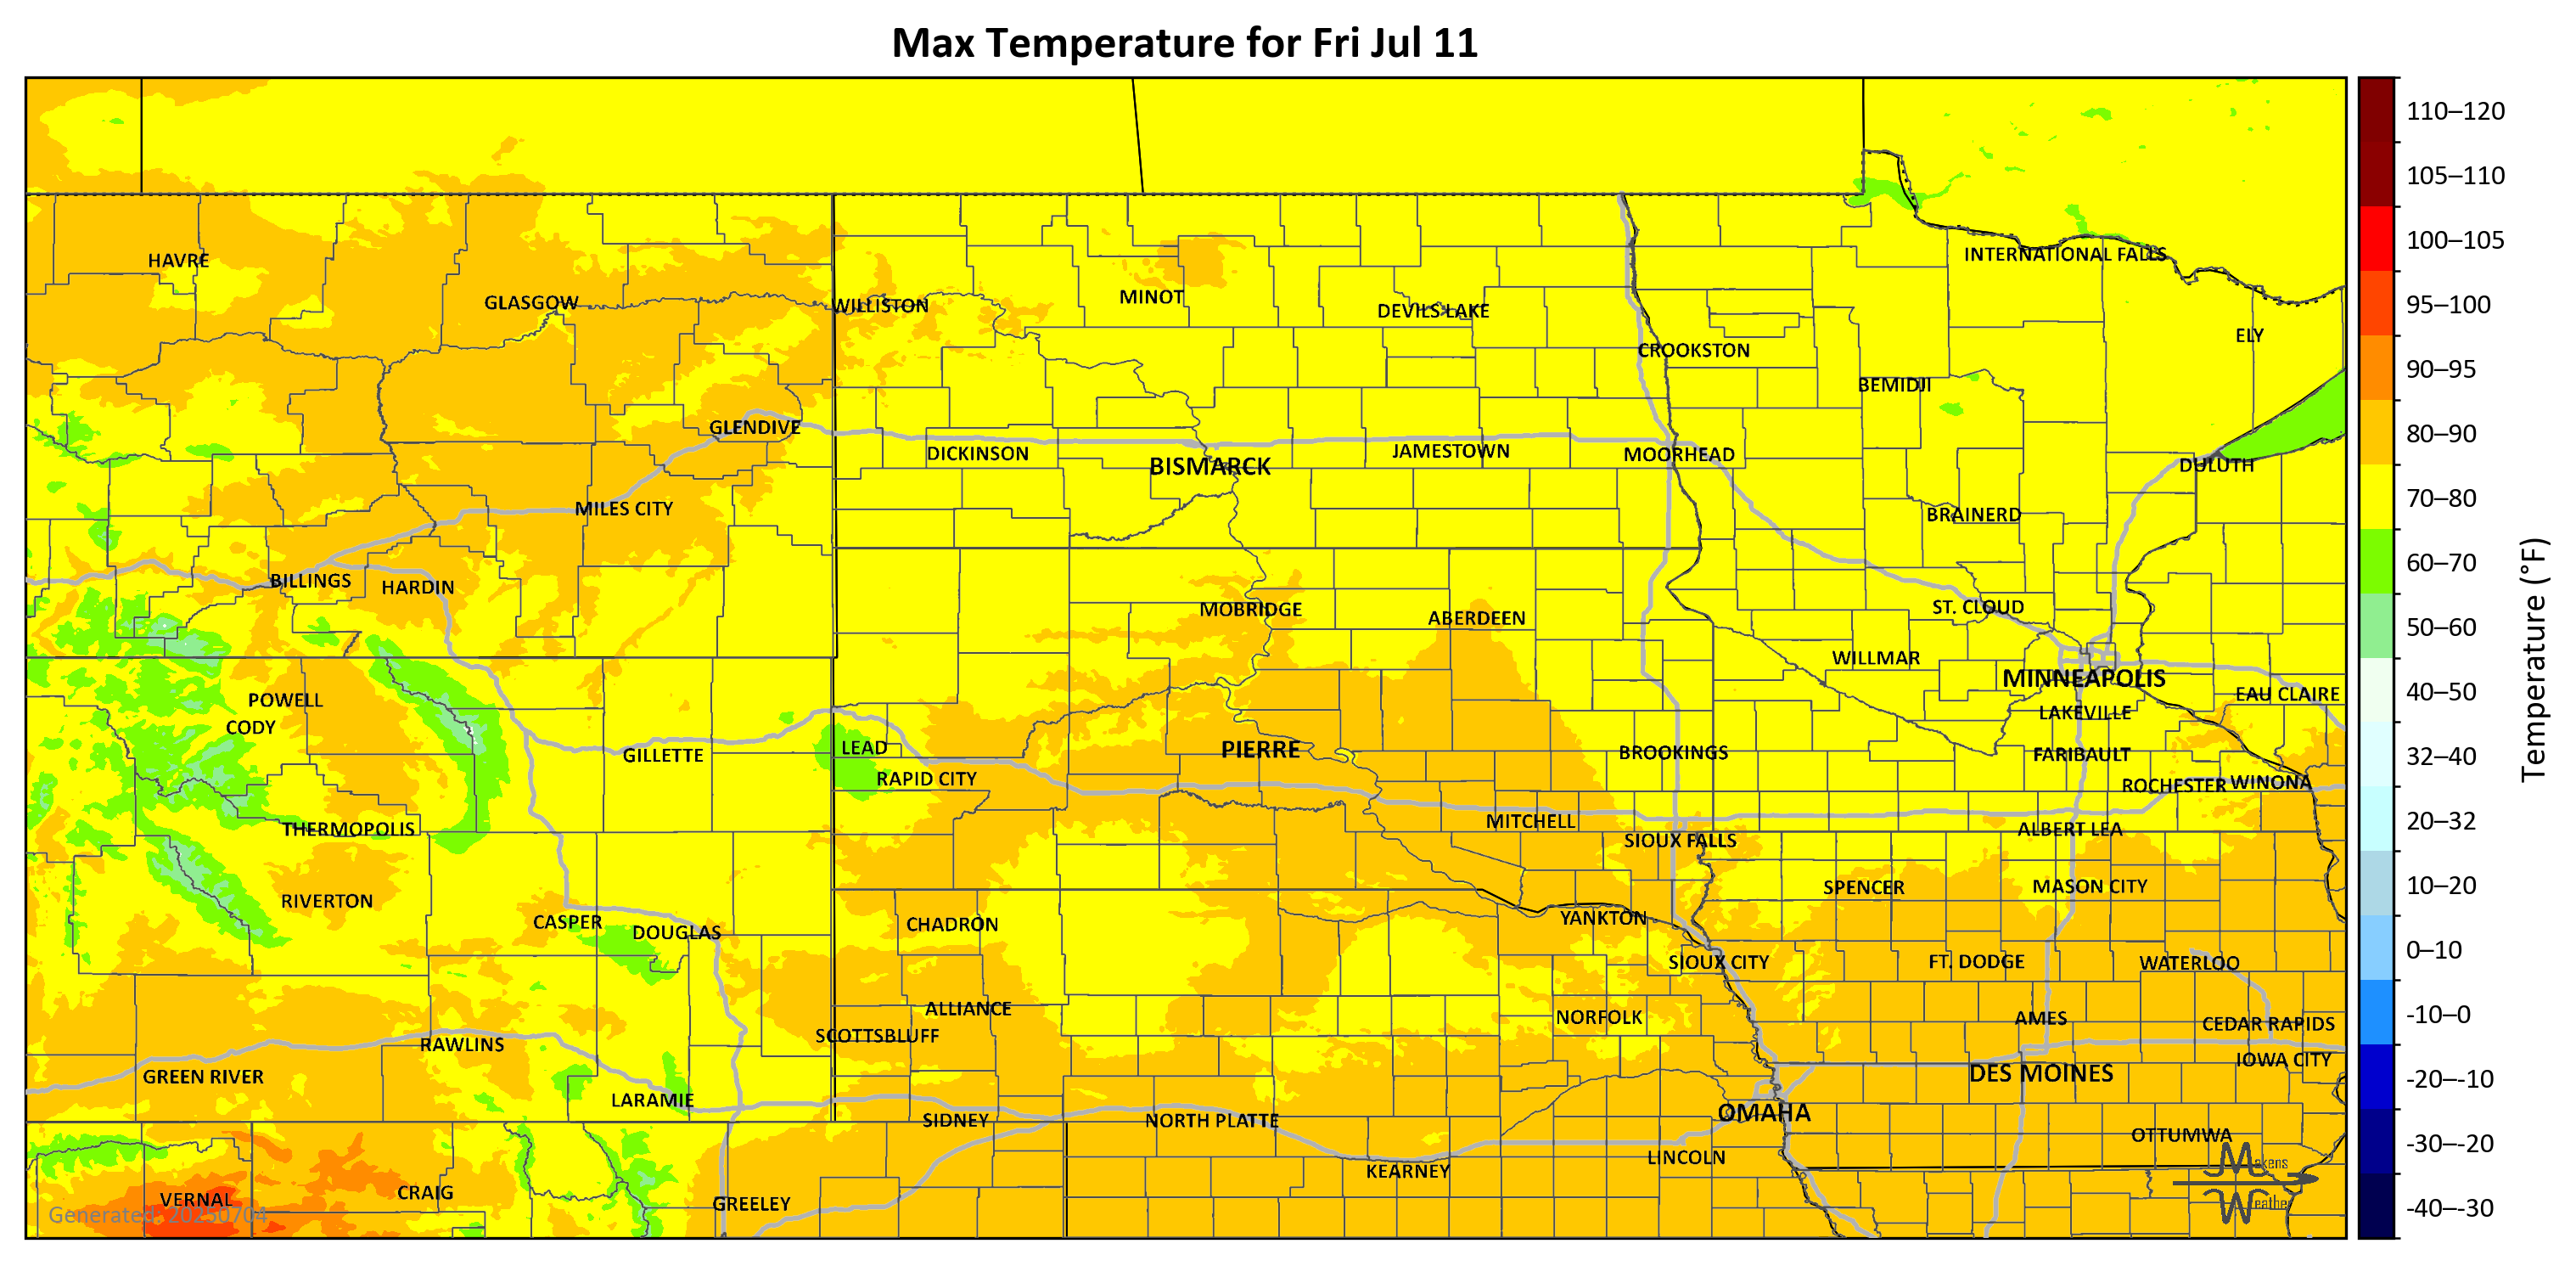 Max Temperature for Fri Jul 11
110–120
105–110
100–105
95–100
90–95
80–90
70–80
60–70
50–60
40–50
32–40
20–32
10–20
0–10
-10–0
-20–-10
-30–-20
-40–-30
Temperature (°F)
HAVRE
GLASGOW
WILLISTON
MINOT
DEVILS LAKE
INTERNATIONAL FALLS
ELY
CROOKSTON
BEMIDJI
GLENDIVE
DICKINSON
BISMARCK
JAMESTOWN
MOORHEAD
DULUTH
MILES CITY
BRAINERD
BILLINGS
HARDIN
MOBRIDGE
ABERDEEN
ST. CLOUD
WILLMAR
MINNEAPOLIS
EAU CLAIRE
POWELL
CODY
LAKEVILLE
GILLETTE
LEAD
PIERRE
BROOKINGS
FARIBAULT
RAPID CITY
ROCHESTER
WINONA
THERMOPOLIS
MITCHELL
SIOUX FALLS
ALBERT LEA
RIVERTON
SPENCER
MASON CITY
CASPER
DOUGLAS
CHADRON
YANKTON
SIOUX CITY
FT. DODGE
WATERLOO
ALLIANCE
NORFOLK
AMES
CEDAR RAPIDS
SCOTTSBLUFF
RAWLINS
IOWA CITY
GREEN RIVER
DES MOINES
LARAMIE
SIDNEY
NORTH PLATTE
OMAHA
OTTUMWA
LINCOLN
KEARNEY
VERNAL
CRAIG
GREELEY
Generated: 20250704
Makens
Weather